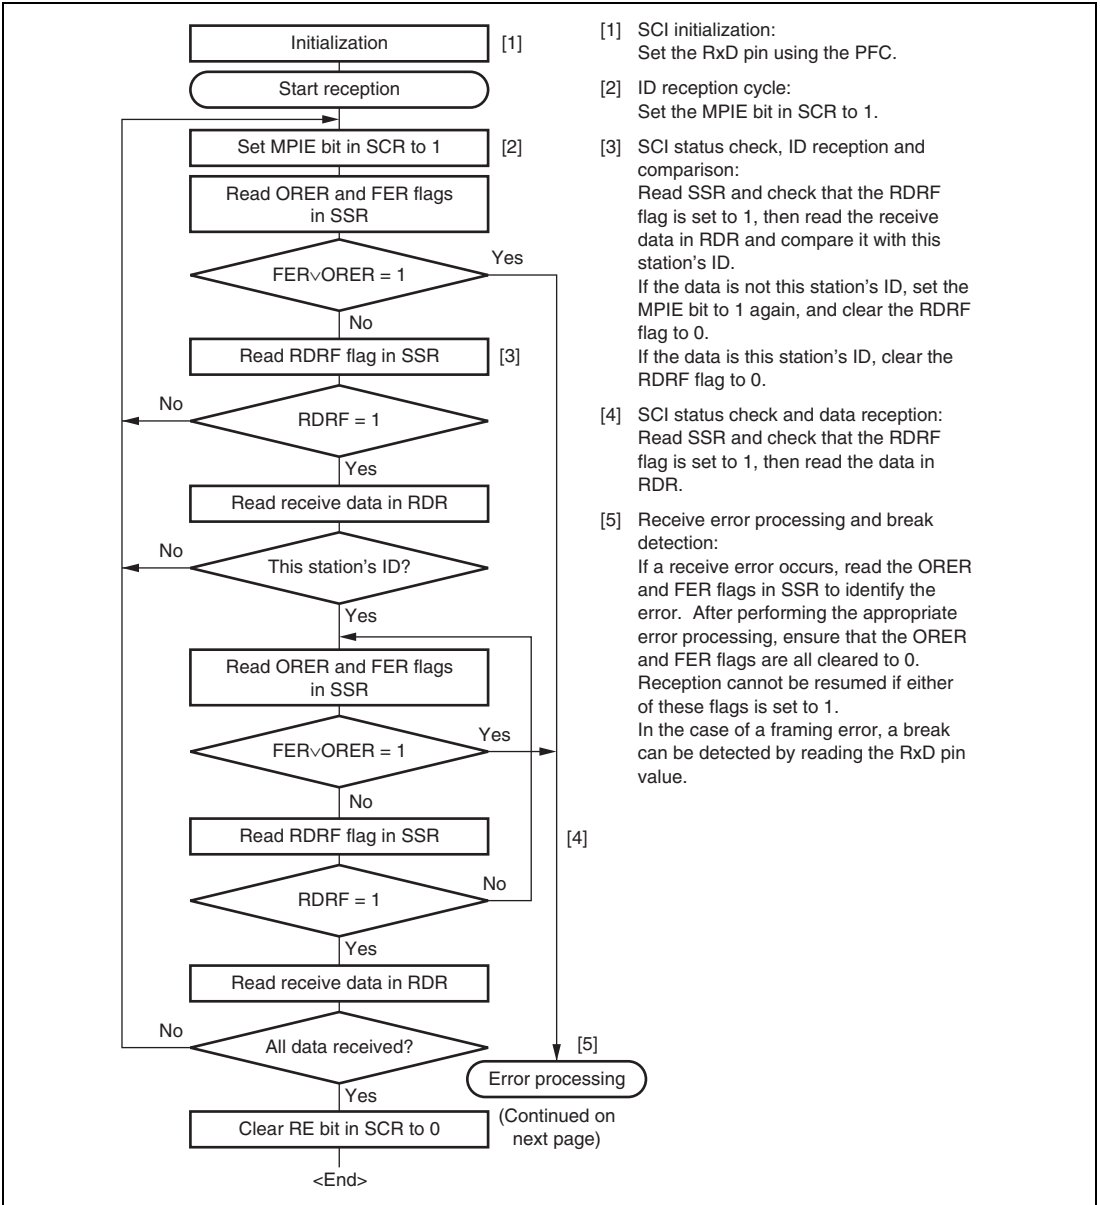 Initialization [1]
Start reception
Set MPIE bit in SCR to 1 [2]
Read ORER and FER flags
in SSR
FER∨ORER = 1
Yes
No
Read RDRF flag in SSR [3]
RDRF = 1
No
Yes
Read receive data in RDR
This station's ID?
No
Yes
Read ORER and FER flags
in SSR
FER∨ORER = 1
Yes
No
Read RDRF flag in SSR
[4]
RDRF = 1
No
Yes
Read receive data in RDR
All data received?
No
Yes
[5]
Error processing
(Continued on
next page)
Clear RE bit in SCR to 0
<End>
[1] SCI initialization:
Set the RxD pin using the PFC.
[2] ID reception cycle:
Set the MPIE bit in SCR to 1.
[3] SCI status check, ID reception and
comparison:
Read SSR and check that the RDRF
flag is set to 1, then read the receive
data in RDR and compare it with this
station's ID.
If the data is not this station's ID, set the
MPIE bit to 1 again, and clear the RDRF
flag to 0.
If the data is this station's ID, clear the
RDRF flag to 0.
[4] SCI status check and data reception:
Read SSR and check that the RDRF
flag is set to 1, then read the data in
RDR.
[5] Receive error processing and break
detection:
If a receive error occurs, read the ORER
and FER flags in SSR to identify the
error. After performing the appropriate
error processing, ensure that the ORER
and FER flags are all cleared to 0.
Reception cannot be resumed if either
of these flags is set to 1.
In the case of a framing error, a break
can be detected by reading the RxD pin
value.